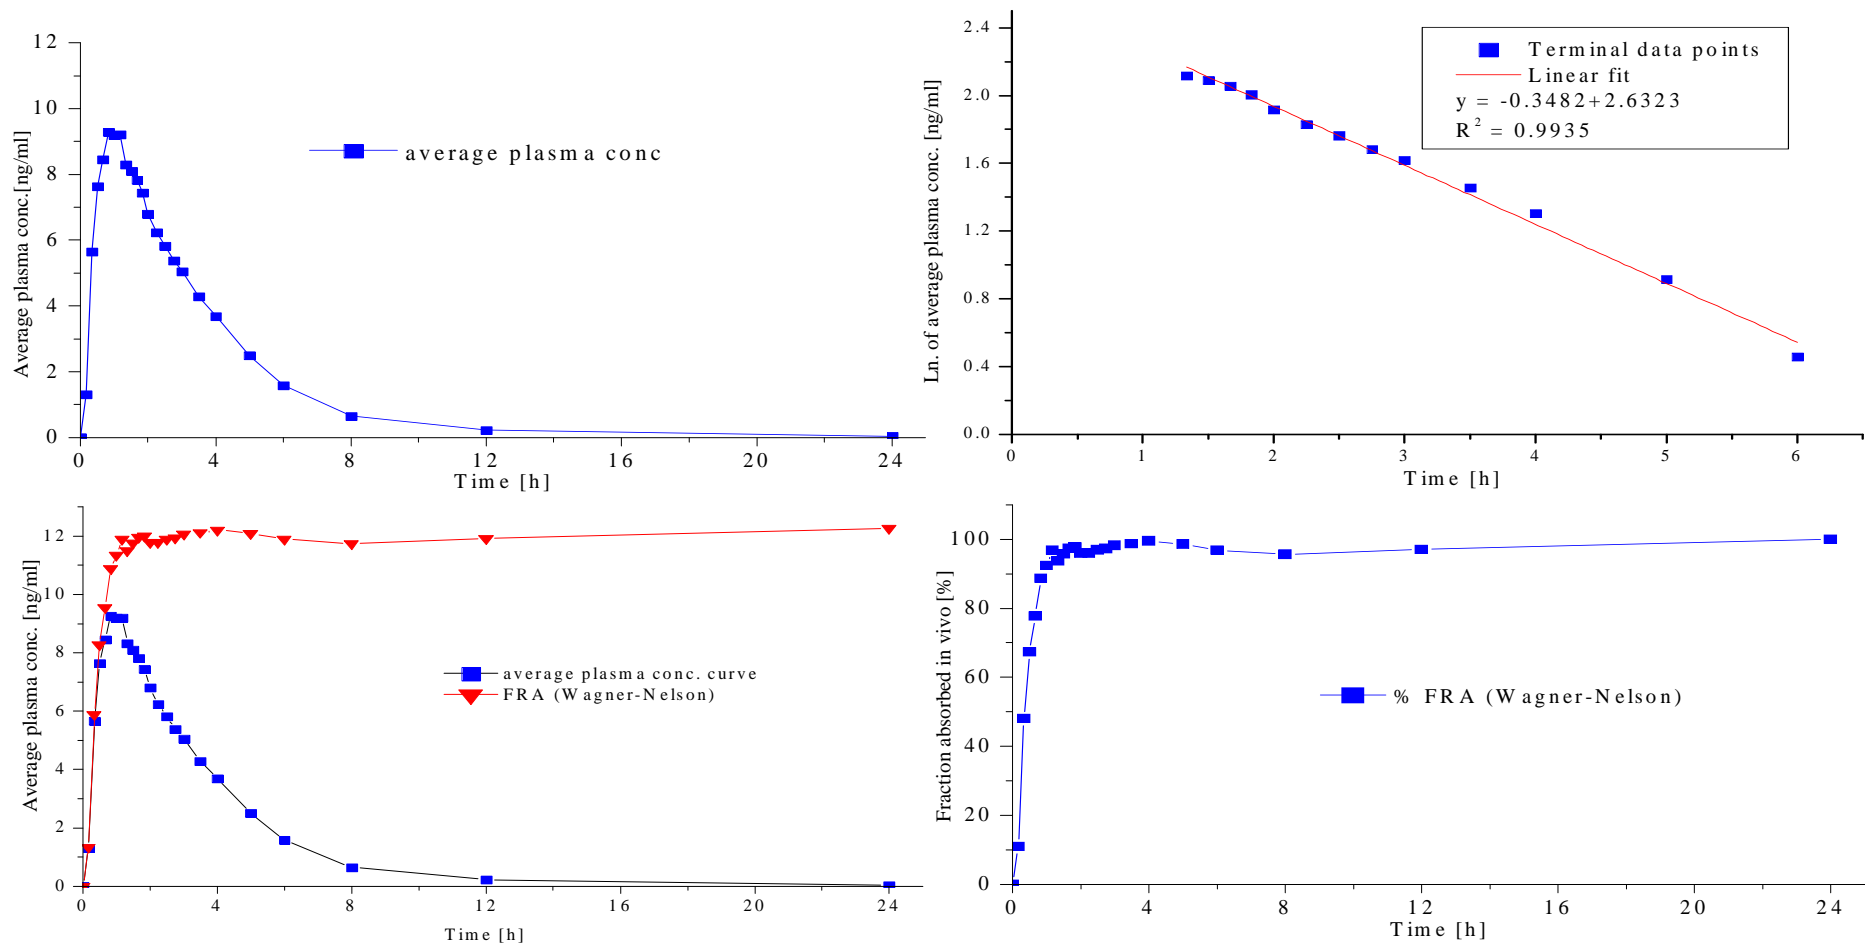 12
10
8
6
4
2
0
Average plasma conc.[ng/ml]
average plasma conc
0 4 8 12 16 20 24
Time [h]
2.4
2.0
1.6
1.2
0.8
0.4
0.0
Ln. of average plasma conc. [ng/ml]
Terminal data points
Linear fit
y = -0.3482+2.6323
R² = 0.9935
0 1 2 3 4 5 6
Time [h]
12
10
8
6
4
2
0
Average plasma conc. [ng/ml]
average plasma conc. curve
FRA (Wagner-Nelson)
0 4 8 12 16 20 24
Time [h]
100
80
60
40
20
0
Fraction absorbed in vivo [%]
% FRA (Wagner-Nelson)
0 4 8 12 16 20 24
Time [h]